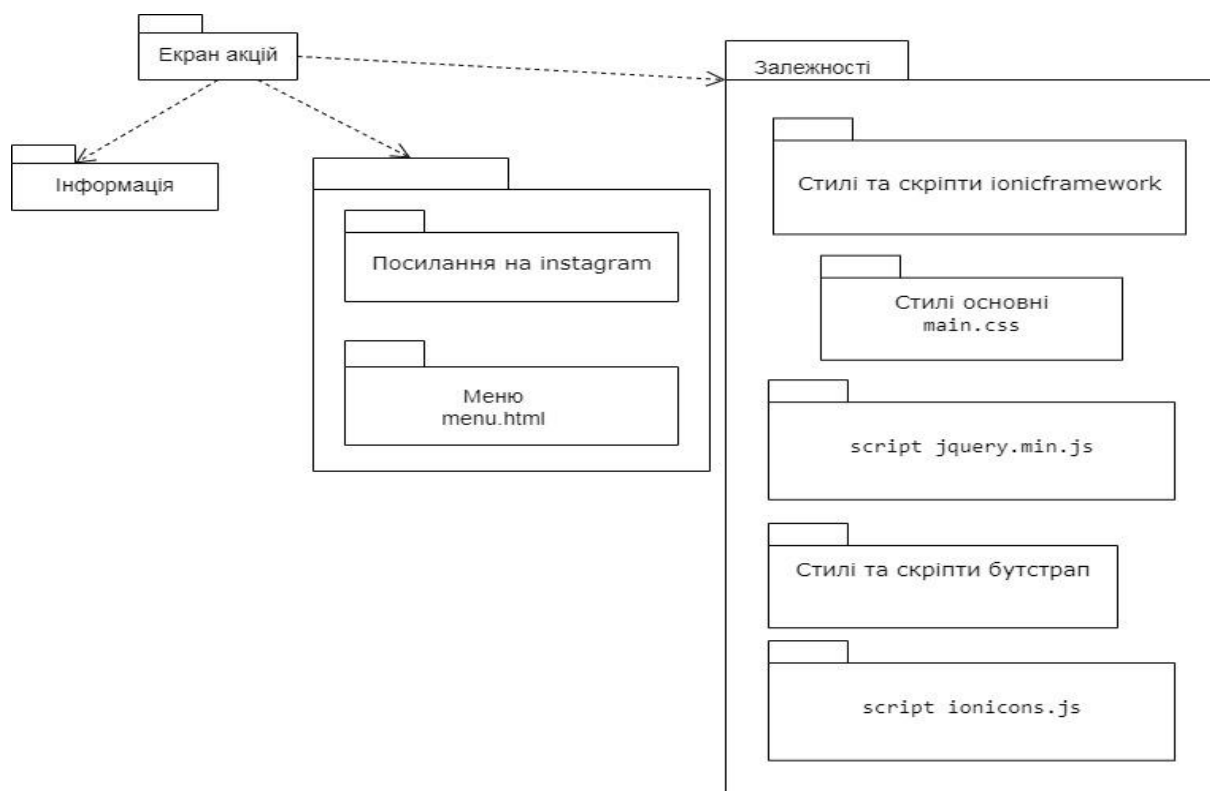 Екран акцій
Залежності
Інформація
Стилі та скріпти ionicframework
Посилання на instagram
Стилі основні
main.css
Меню
menu.html
script jquery.min.js
Стилі та скріпти бутстрап
script ionicons.js